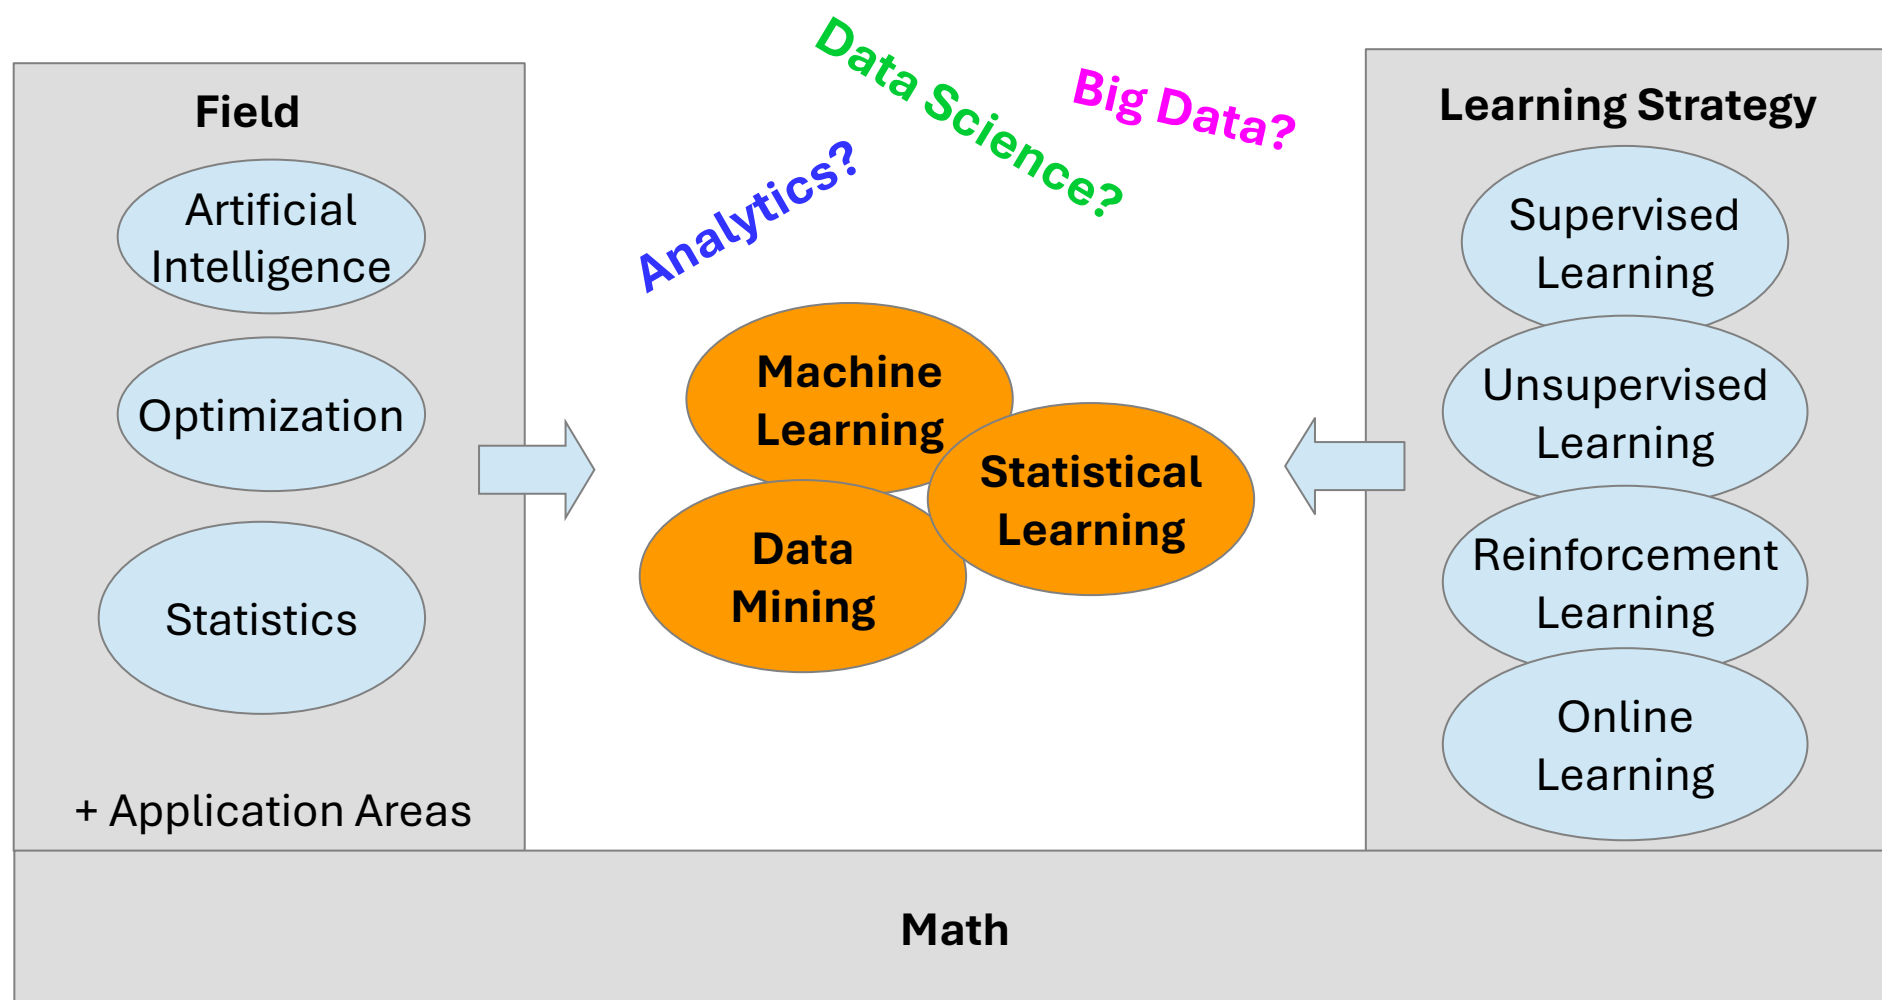 Field
Artificial
Intelligence
Optimization
Statistics
+ Application Areas
Analytics?
Data Science?
Big Data?
Machine
Learning
Statistical
Learning
Data
Mining
Learning Strategy
Supervised
Learning
Unsupervised
Learning
Reinforcement
Learning
Online
Learning
Math